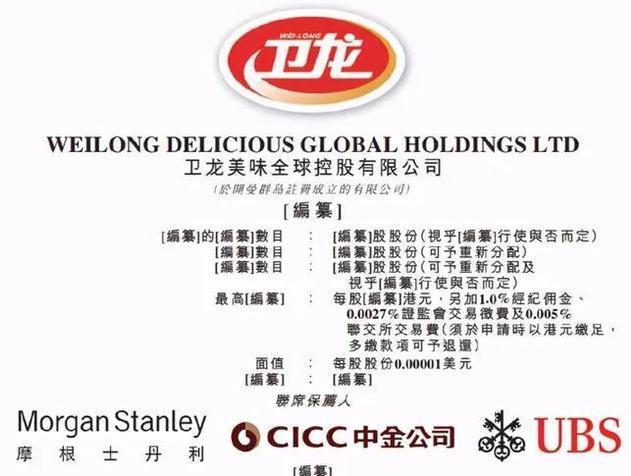 WEI-LONG
卫龙
WEILONG DELICIOUS GLOBAL HOLDINGS LTD
卫龙美味全球控股有限公司
(於開曼群島註冊成立的有限公司)
[編纂]
[編纂]的[編纂]數目 : [編纂]股股份(視乎[編纂]行使與否而定)
[編纂]數目 : [編纂]股股份(可予重新分配)
[編纂]數目 : [編纂]股股份(可予重新分配及
視乎[編纂]行使與否而定)
最高[編纂] : 每股[編纂]港元，另加1.0%經紀佣金、
0.0027%證監會交易徵費及0.005%
聯交所交易費(須於申請時以港元繳足，
多繳款項可予退還)
面值 : 每股股份0.00001美元
[編纂] : [編纂]
聯席保薦人
Morgan Stanley
摩根士丹利
CICC中金公司
UBS
[編纂]